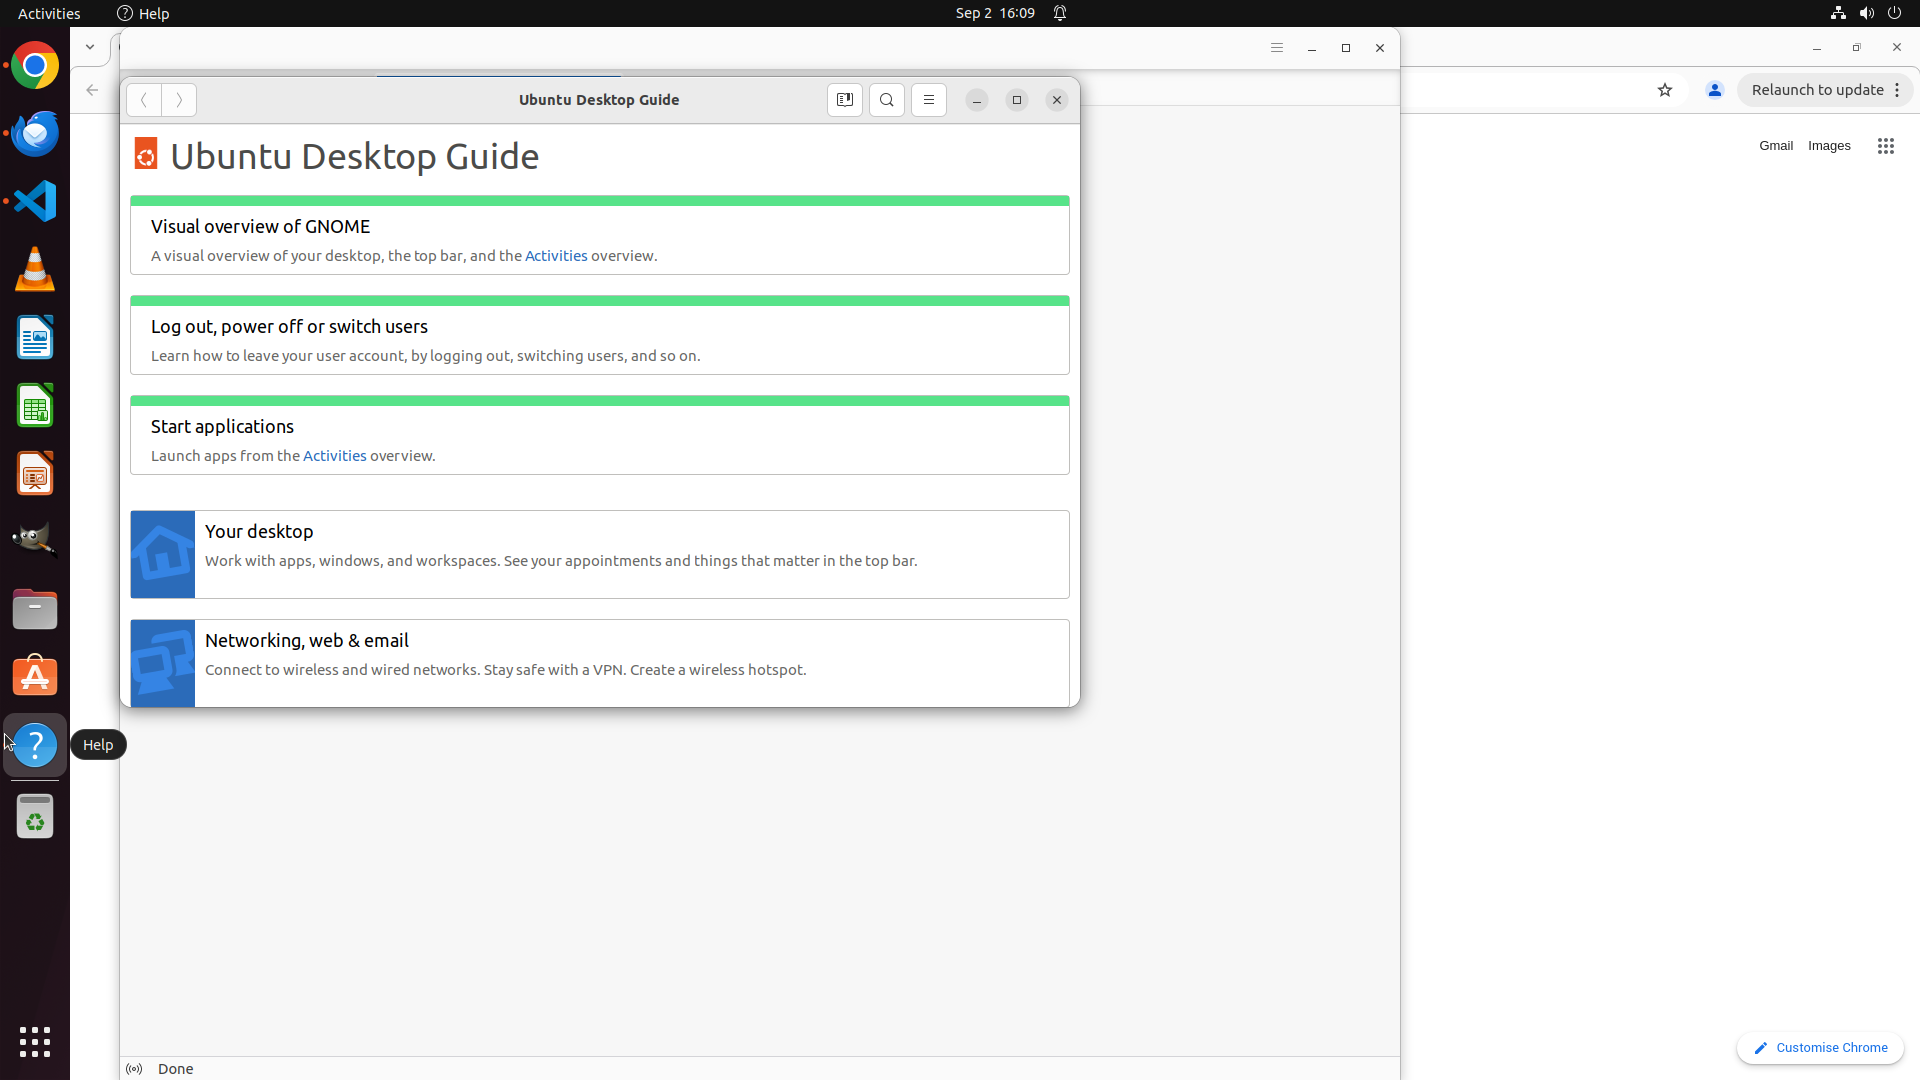 Activities
Help
Sep 2 16:09
Relaunch to update
Gmail
Images
Ubuntu Desktop Guide
Ubuntu Desktop Guide
Visual overview of GNOME
A visual overview of your desktop, the top bar, and the Activities overview.
Log out, power off or switch users
Learn how to leave your user account, by logging out, switching users, and so on.
Start applications
Launch apps from the Activities overview.
Your desktop
Work with apps, windows, and workspaces. See your appointments and things that matter in the top bar.
Networking, web & email
Connect to wireless and wired networks. Stay safe with a VPN. Create a wireless hotspot.
Help
Customise Chrome
Done